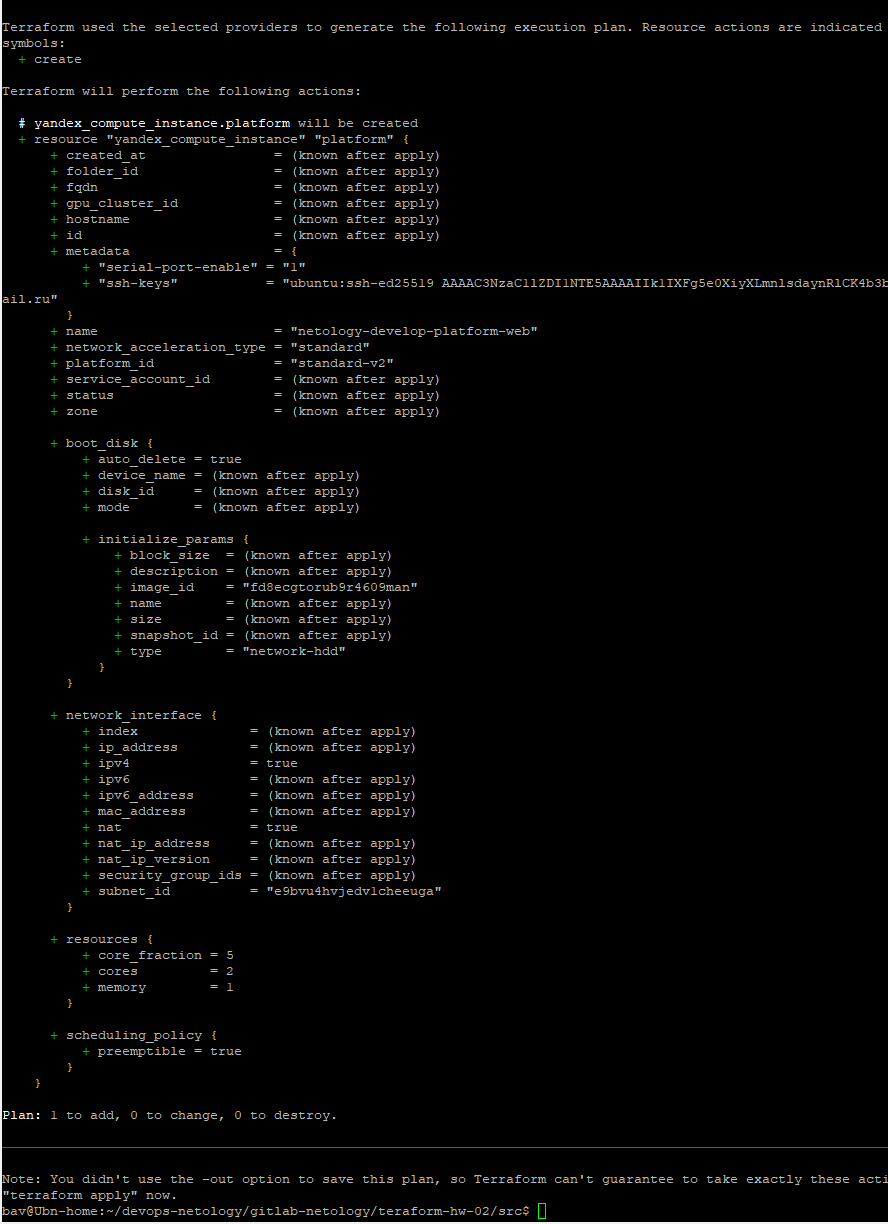 Terraform used the selected providers to generate the following execution plan. Resource actions are indicated
symbols:
  + create

Terraform will perform the following actions:

  # yandex_compute_instance.platform will be created
  + resource "yandex_compute_instance" "platform" {
      + created_at                = (known after apply)
      + folder_id                 = (known after apply)
      + fqdn                      = (known after apply)
      + gpu_cluster_id            = (known after apply)
      + hostname                  = (known after apply)
      + id                        = (known after apply)
      + metadata                  = {
          + "serial-port-enable" = "1"
          + "ssh-keys"           = "ubuntu:ssh-ed25519 AAAAC3NzaC1lZDI1NTE5AAAAIIk1IXFg5e0XiyXLmnlsdaynRlCK4b3b
ail.ru"
        }
      + name                      = "netology-develop-platform-web"
      + network_acceleration_type = "standard"
      + platform_id               = "standard-v2"
      + service_account_id        = (known after apply)
      + status                    = (known after apply)
      + zone                      = (known after apply)

      + boot_disk {
          + auto_delete = true
          + device_name = (known after apply)
          + disk_id     = (known after apply)
          + mode        = (known after apply)

          + initialize_params {
              + block_size  = (known after apply)
              + description = (known after apply)
              + image_id    = "fd8ecgtorub9r4609man"
              + name        = (known after apply)
              + size        = (known after apply)
              + snapshot_id = (known after apply)
              + type        = "network-hdd"
            }
        }

      + network_interface {
          + index              = (known after apply)
          + ip_address         = (known after apply)
          + ipv4               = true
          + ipv6               = (known after apply)
          + ipv6_address       = (known after apply)
          + mac_address        = (known after apply)
          + nat                = true
          + nat_ip_address     = (known after apply)
          + nat_ip_version     = (known after apply)
          + security_group_ids = (known after apply)
          + subnet_id          = "e9bvu4hvjedv1cheeuga"
        }

      + resources {
          + core_fraction = 5
          + cores         = 2
          + memory        = 1
        }

      + scheduling_policy {
          + preemptible = true
        }
    }

Plan: 1 to add, 0 to change, 0 to destroy.

Note: You didn't use the -out option to save this plan, so Terraform can't guarantee to take exactly these acti
"terraform apply" now.
bav@Ubn-home:~/devops-netology/gitlab-netology/teraform-hw-02/src$